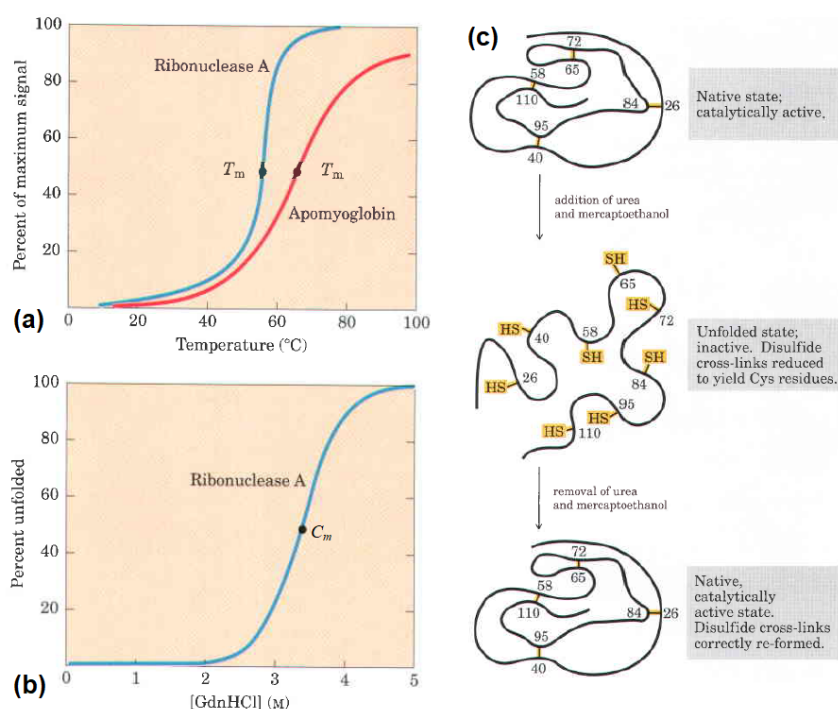 (a)
Percent of maximum signal
100
80
60
40
20
Ribonuclease A
Tm
Tm
Apomyoglobin
0
20
40
60
80
100
Temperature (°C)
(b)
Percent unfolded
100
80
60
40
20
Ribonuclease A
Cm
0
1
2
3
4
5
[GdnHCl] (M)
(c)
72
65
58
110
84
26
95
40
Native state;
catalytically active.
addition of urea
and mercaptoethanol
SH
65
HS
72
HS
40
58
SH
SH
84
HS
26
HS
95
HS
110
Unfolded state;
inactive. Disulfide
cross-links reduced
to yield Cys residues.
removal of urea
and mercaptoethanol
72
65
58
110
84
26
95
40
Native,
catalytically
active state.
Disulfide cross-links
correctly re-formed.